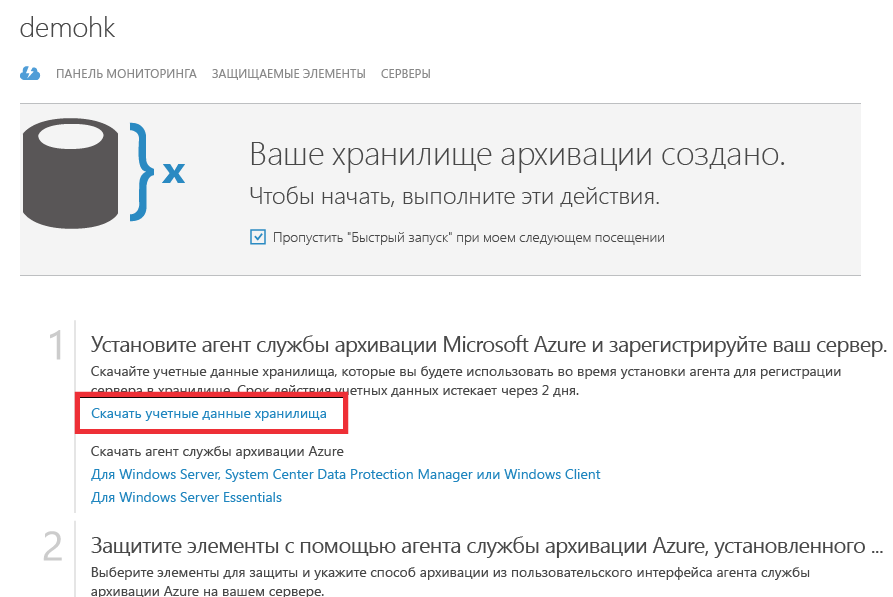 demohk
ПАНЕЛЬ МОНИТОРИНГА ЗАЩИЩАЕМЫЕ ЭЛЕМЕНТЫ СЕРВЕРЫ
} x
Ваше хранилище архивации создано.
Чтобы начать, выполните эти действия.
Пропустить "Быстрый запуск" при моем следующем посещении
1 Установите агент службы архивации Microsoft Azure и зарегистрируйте ваш сервер.
Скачайте учетные данные хранилища, которые вы будете использовать во время установки агента для регистрации
сервера в хранилище. Срок действия учетных данных истекает через 2 дня.
Скачать учетные данные хранилища
Скачать агент службы архивации Azure
Для Windows Server, System Center Data Protection Manager или Windows Client
Для Windows Server Essentials
2 Защитите элементы с помощью агента службы архивации Azure, установленного ...
Выберите элементы для защиты и укажите способ архивации из пользовательского интерфейса агента службы
архивации Azure на вашем сервере.